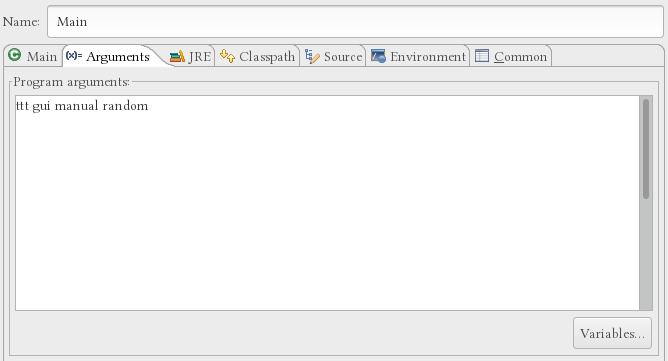 Name: Main
Main (x)= Arguments JRE Classpath Source Environment Common
Program arguments:
ttt gui manual random
Variables...